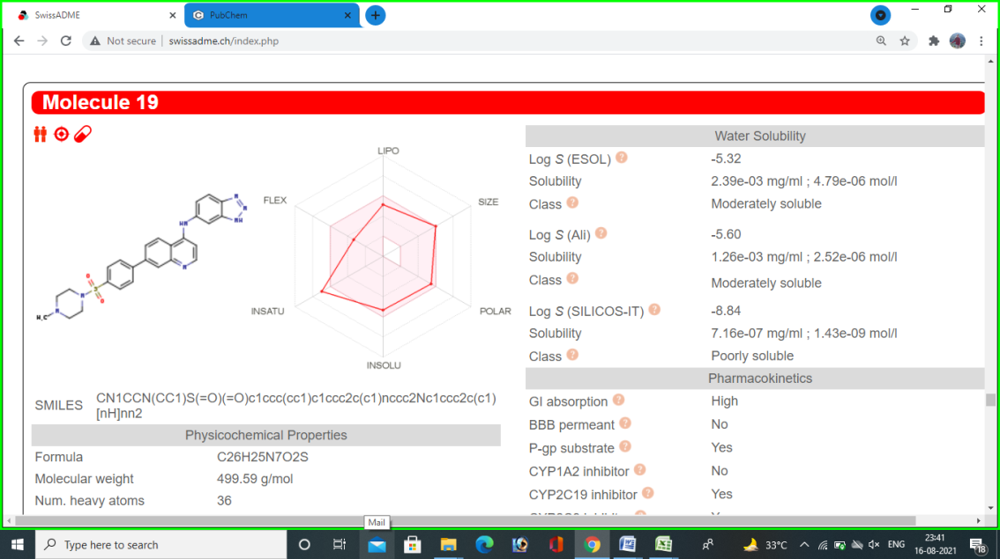 SwissADME
PubChem
Not secure | swissadme.ch/index.php
Molecule 19
LIPO
FLEX
SIZE
INSATU
POLAR
INSOLU
N
N
NH
HN
N
O
S
O
N
N
H₃C
SMILES CN1CCN(CC1)S(=O)(=O)c1ccc(cc1)c1ccc2c(c1)nccc2Nc1ccc2c(c1)
[nH]nn2
Physicochemical Properties
Formula C26H25N7O2S
Molecular weight 499.59 g/mol
Num. heavy atoms 36
Water Solubility
Log S (ESOL) ? -5.32
Solubility 2.39e-03 mg/ml ; 4.79e-06 mol/l
Class ? Moderately soluble
Log S (Ali) ? -5.60
Solubility 1.26e-03 mg/ml ; 2.52e-06 mol/l
Class ? Moderately soluble
Log S (SILICOS-IT) ? -8.84
Solubility 7.16e-07 mg/ml ; 1.43e-09 mol/l
Class ? Poorly soluble
Pharmacokinetics
GI absorption ? High
BBB permeant ? No
P-gp substrate ? Yes
CYP1A2 inhibitor ? No
CYP2C19 inhibitor ? Yes
Mail
Type here to search
33°C
ENG
23:41
16-08-2021
18